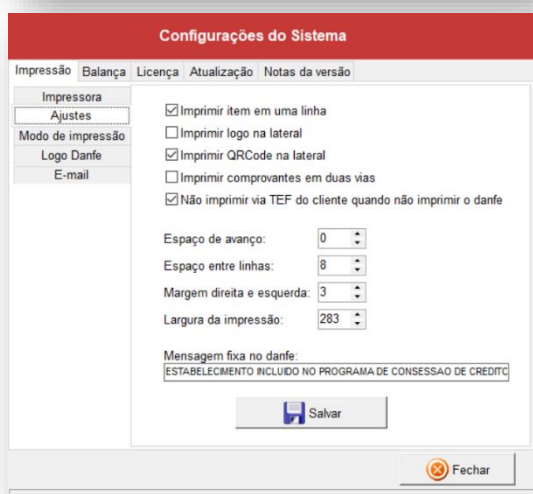 Configurações do Sistema
Impressão Balança Licença Atualização Notas da versão
Impressora
Ajustes
Modo de impressão
Logo Danfe
E-mail
Imprimir item em uma linha
Imprimir logo na lateral
Imprimir QRCode na lateral
Imprimir comprovantes em duas vias
Não imprimir via TEF do cliente quando não imprimir o danfe
Espaço de avanço: 0
Espaço entre linhas: 8
Margem direita e esquerda: 3
Largura da impressão: 283
Mensagem fixa no danfe:
ESTABELECIMENTO INCLUIDO NO PROGRAMA DE CONSESSAO DE CREDITO
Salvar
Fechar